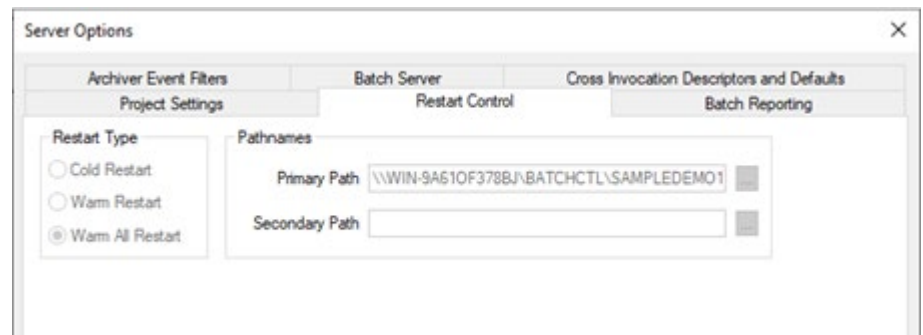 Server Options
Archiver Event Filters
Batch Server
Cross Invocation Descriptors and Defaults
Project Settings
Restart Control
Batch Reporting
Restart Type
Pathnames
Cold Restart
Primary Path \\WIN-9A61OF378BJ\BATCHCTL\SAMPLEDEMO1 ...
Warm Restart
Secondary Path ...
Warm All Restart